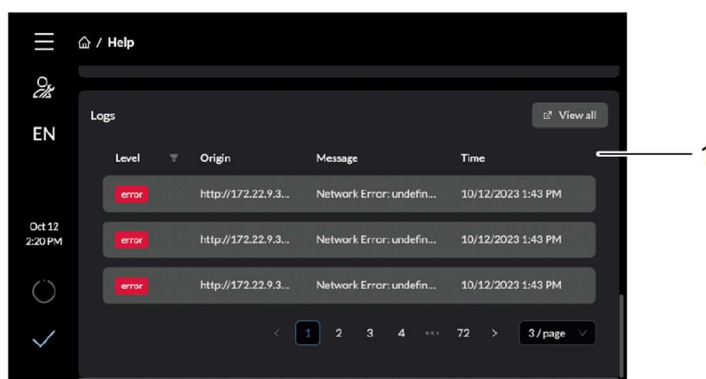 / Help
EN
Logs
View all
Level Origin Message Time
error http://172.22.9.3... Network Error: undefin... 10/12/2023 1:43 PM
error http://172.22.9.3... Network Error: undefin... 10/12/2023 1:43 PM
error http://172.22.9.3... Network Error: undefin... 10/12/2023 1:43 PM
Oct 12
2:20 PM
< 1 2 3 4 ... 72 > 3 / page
1